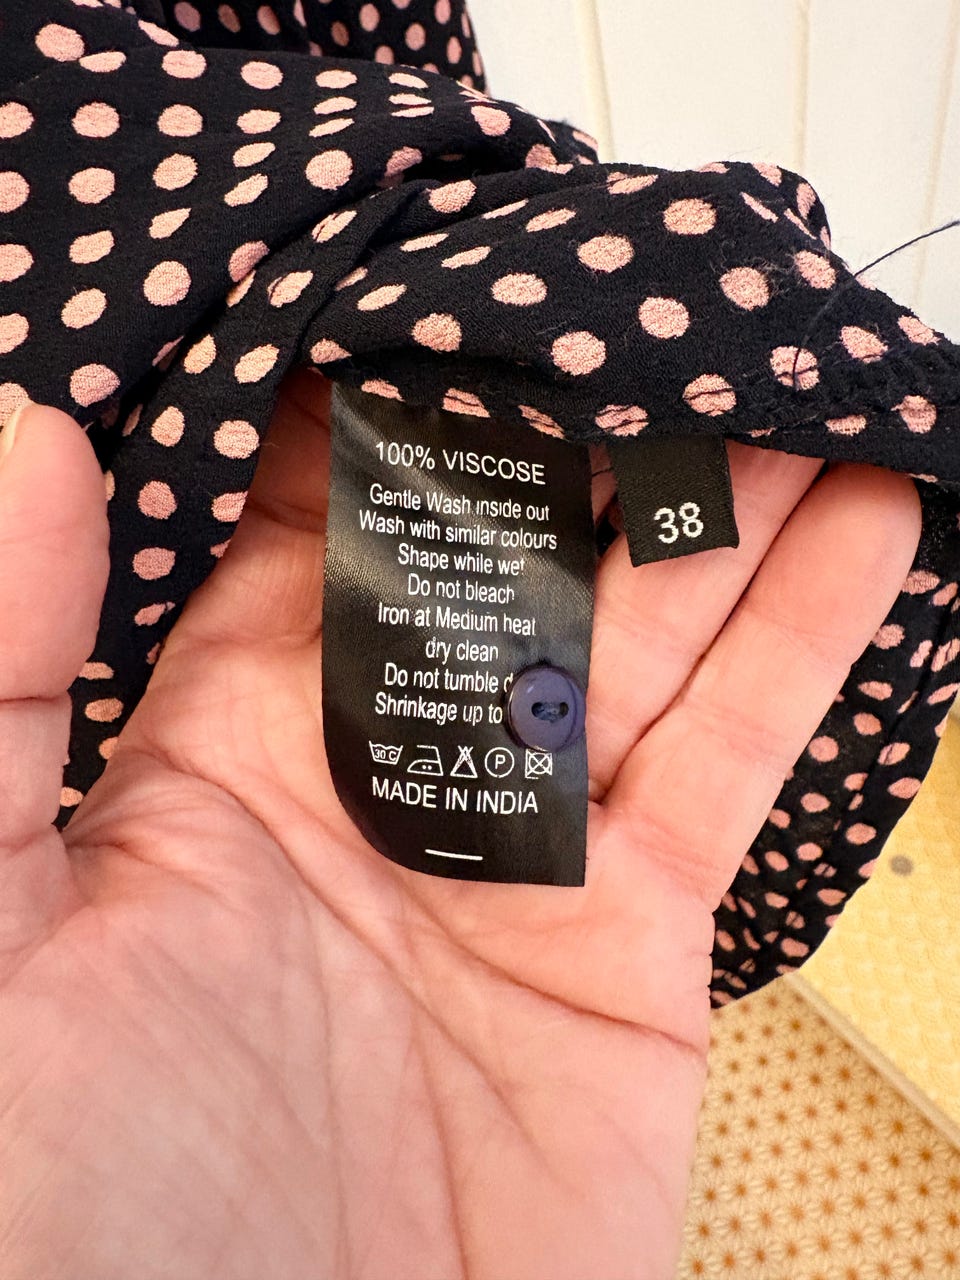 100% VISCOSE
Gentle Wash inside out
Wash with similar colours
Shape while wet
Do not bleach
Iron at Medium heat
dry clean
Do not tumble
Shrinkage up to
30 C
P
MADE IN INDIA
38